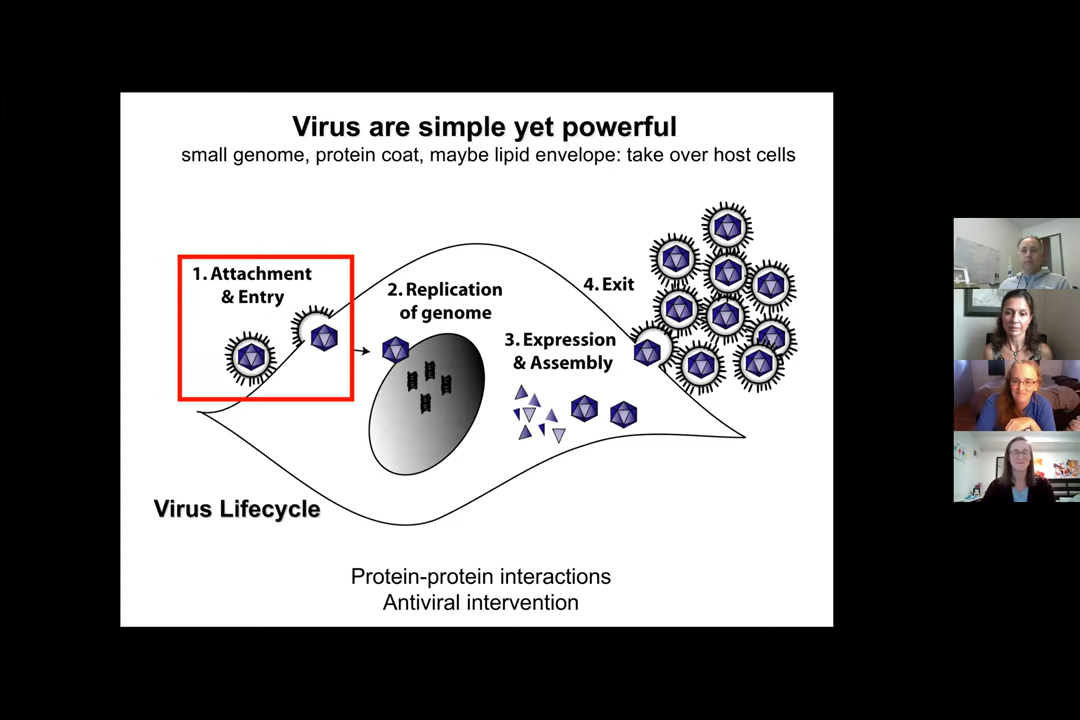 Virus are simple yet powerful
small genome, protein coat, maybe lipid envelope: take over host cells
1. Attachment
& Entry
2. Replication
of genome
3. Expression
& Assembly
4. Exit
Virus Lifecycle
Protein-protein interactions
Antiviral intervention